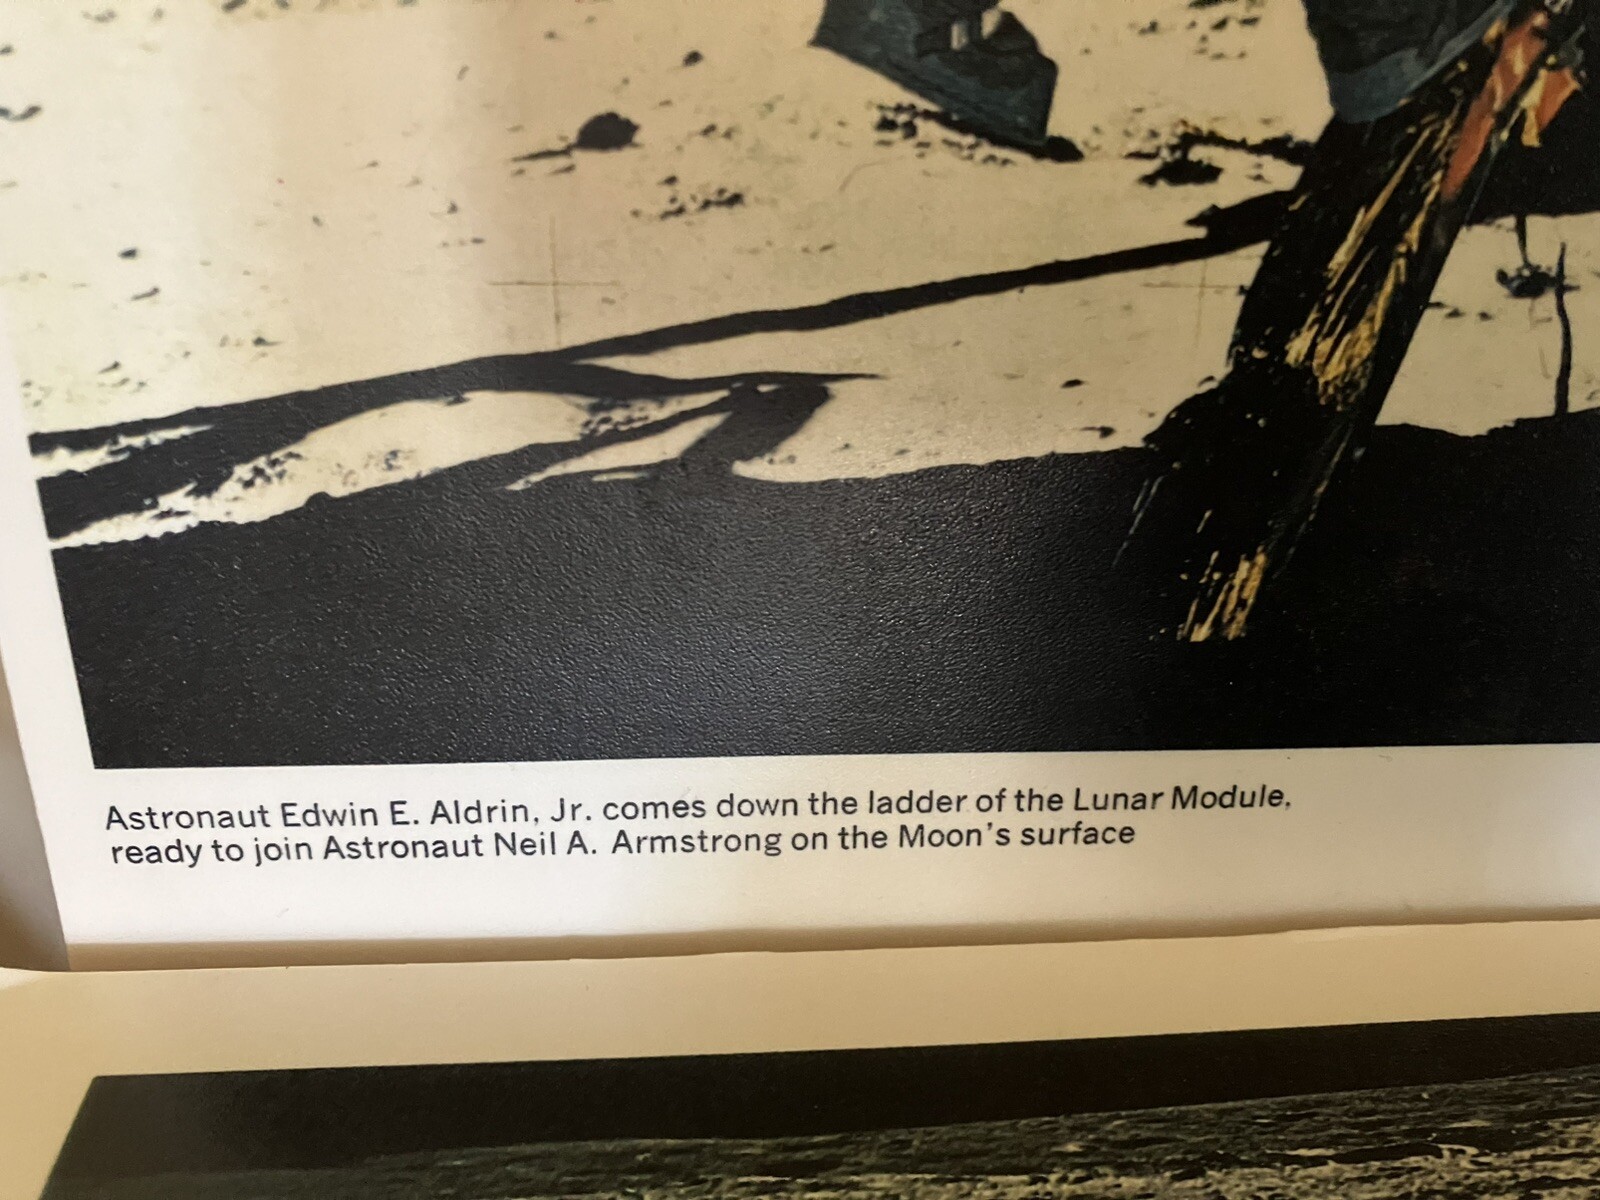 Astronaut Edwin E. Aldrin, Jr. comes down the ladder of the Lunar Module,
ready to join Astronaut Neil A. Armstrong on the Moon's surface